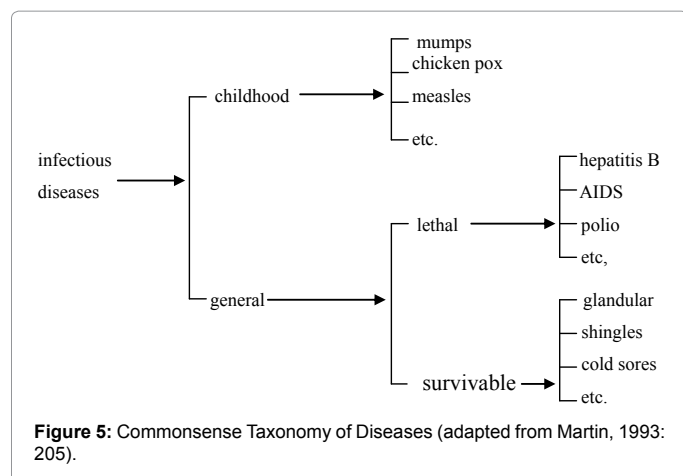 mumps
chicken pox
childhood
measles
etc.
infectious
diseases
hepatitis B
AIDS
lethal
polio
etc,
general
glandular
shingles
cold sores
survivable
etc.
Figure 5: Commonsense Taxonomy of Diseases (adapted from Martin, 1993:
205).